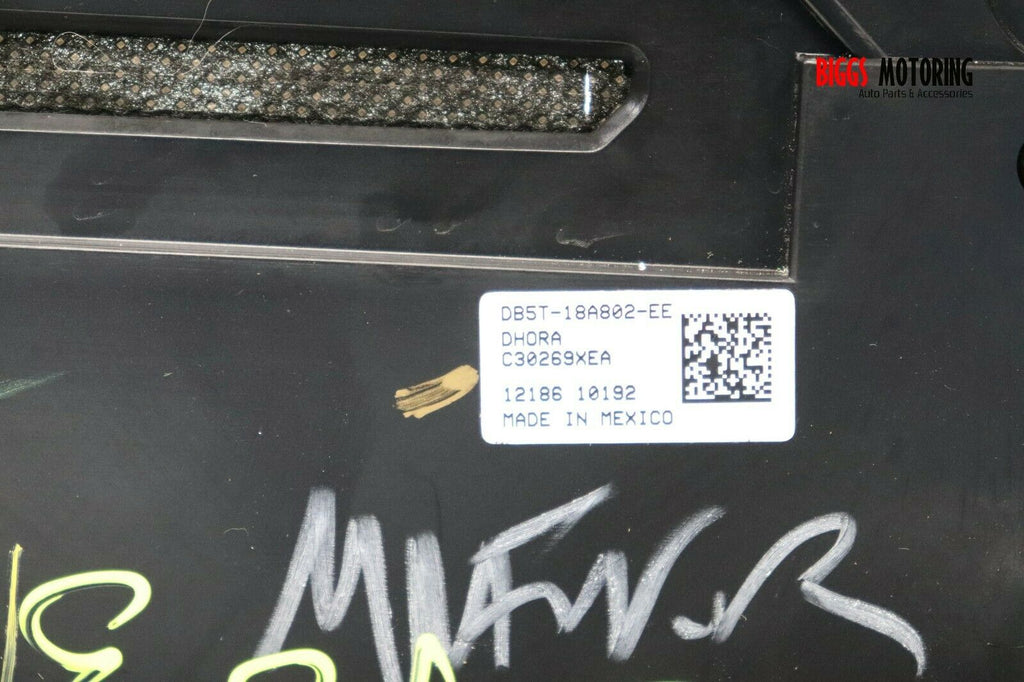 BIGGS MOTORING
Auto Parts & Accessories
DB5T-18A802-EE
DHORA
C30269XEA
12186 10192
MADE IN MEXICO